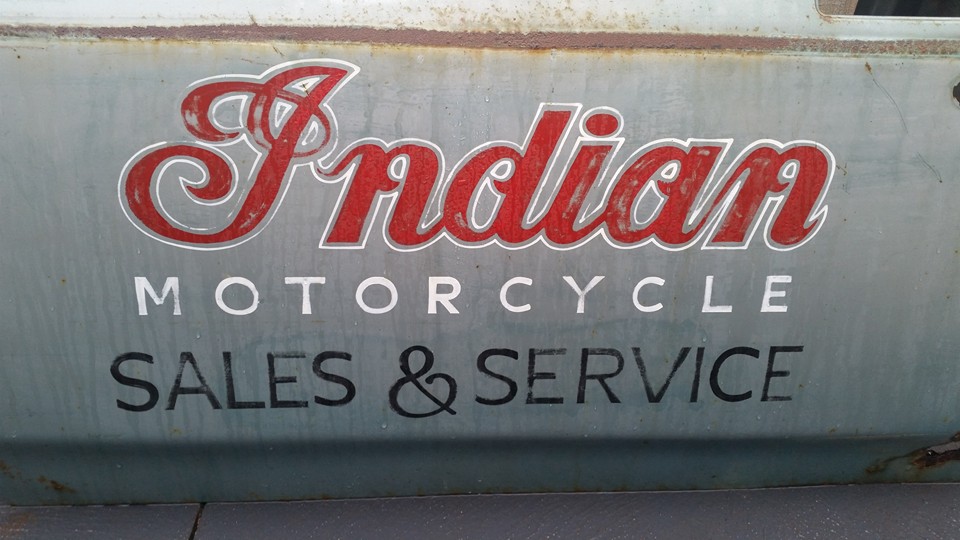 Indian
MOTORCYCLE
SALES & SERVICE